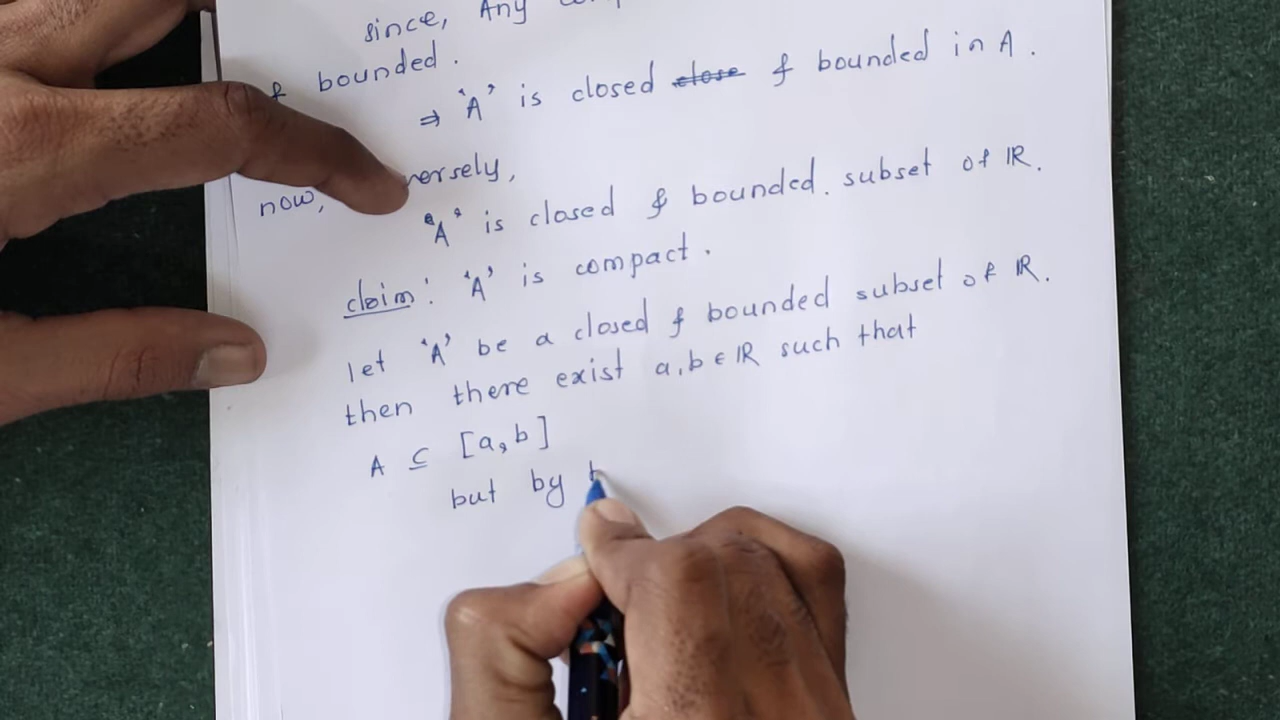 since, Any
& bounded.
⇒ 'A' is closed close & bounded in A.
now, versely,
'A' is closed & bounded. subset of ℝ.
claim: 'A' is compact.
let 'A' be a closed & bounded subset of ℝ.
then there exist a,b ∈ ℝ such that
A ⊆ [a,b]
but by